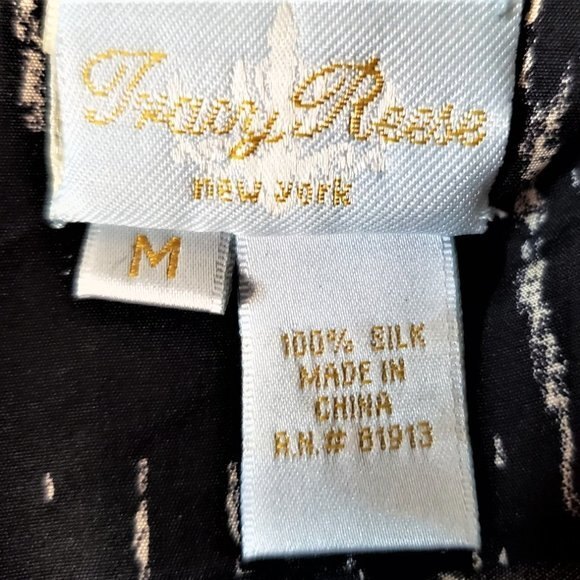 Tracy Reese
new york
M
100% SILK
MADE IN
CHINA
R.N.# 81913